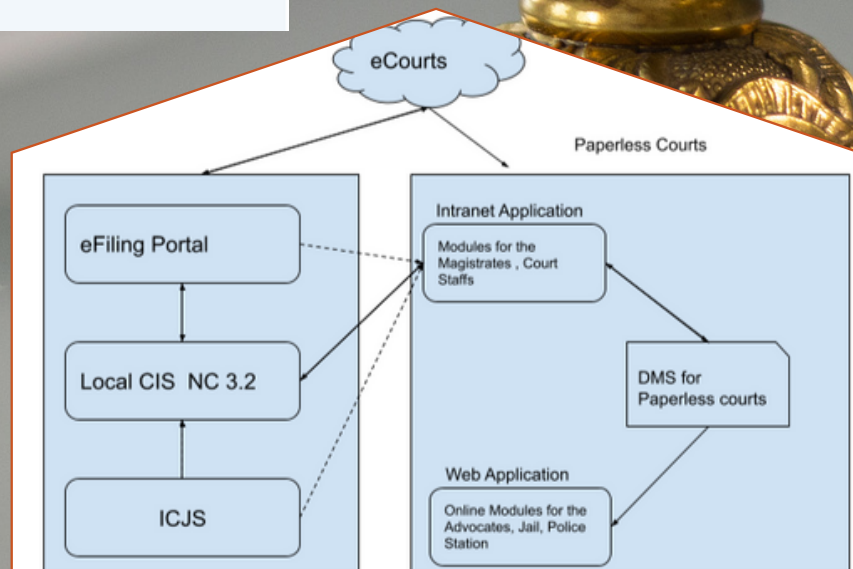 eCourts
Paperless Courts
eFiling Portal
Local CIS NC 3.2
ICJS
Intranet Application
Modules for the
Magistrates , Court
Staffs
DMS for
Paperless courts
Web Application
Online Modules for the
Advocates, Jail, Police
Station